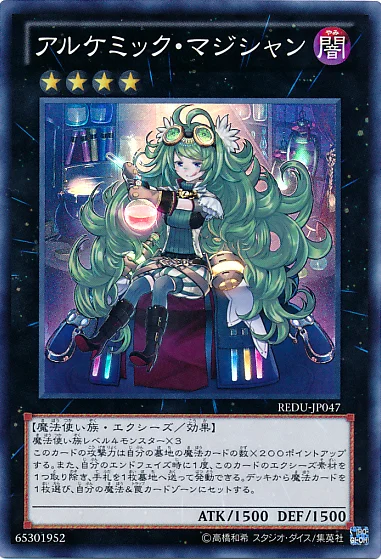 アルケミック・マジシャン
闇
やみ
REDU-JP047
【魔法使い族・エクシーズ/効果】
魔法使い族レベル4モンスター×3
このカードの攻撃力は自分の墓地の魔法カードの数×200ポイントアップ
する。また、自分のエンドフェイズ時に1度、このカードのエクシーズ素材を
1つ取り除き、手札を1枚墓地へ送って発動できる。デッキから魔法カードを
1枚選び、自分の魔法&罠カードゾーンにセットする。
ATK/1500 DEF/1500
65301952
©高橋和希 スタジオ・ダイス/集英社